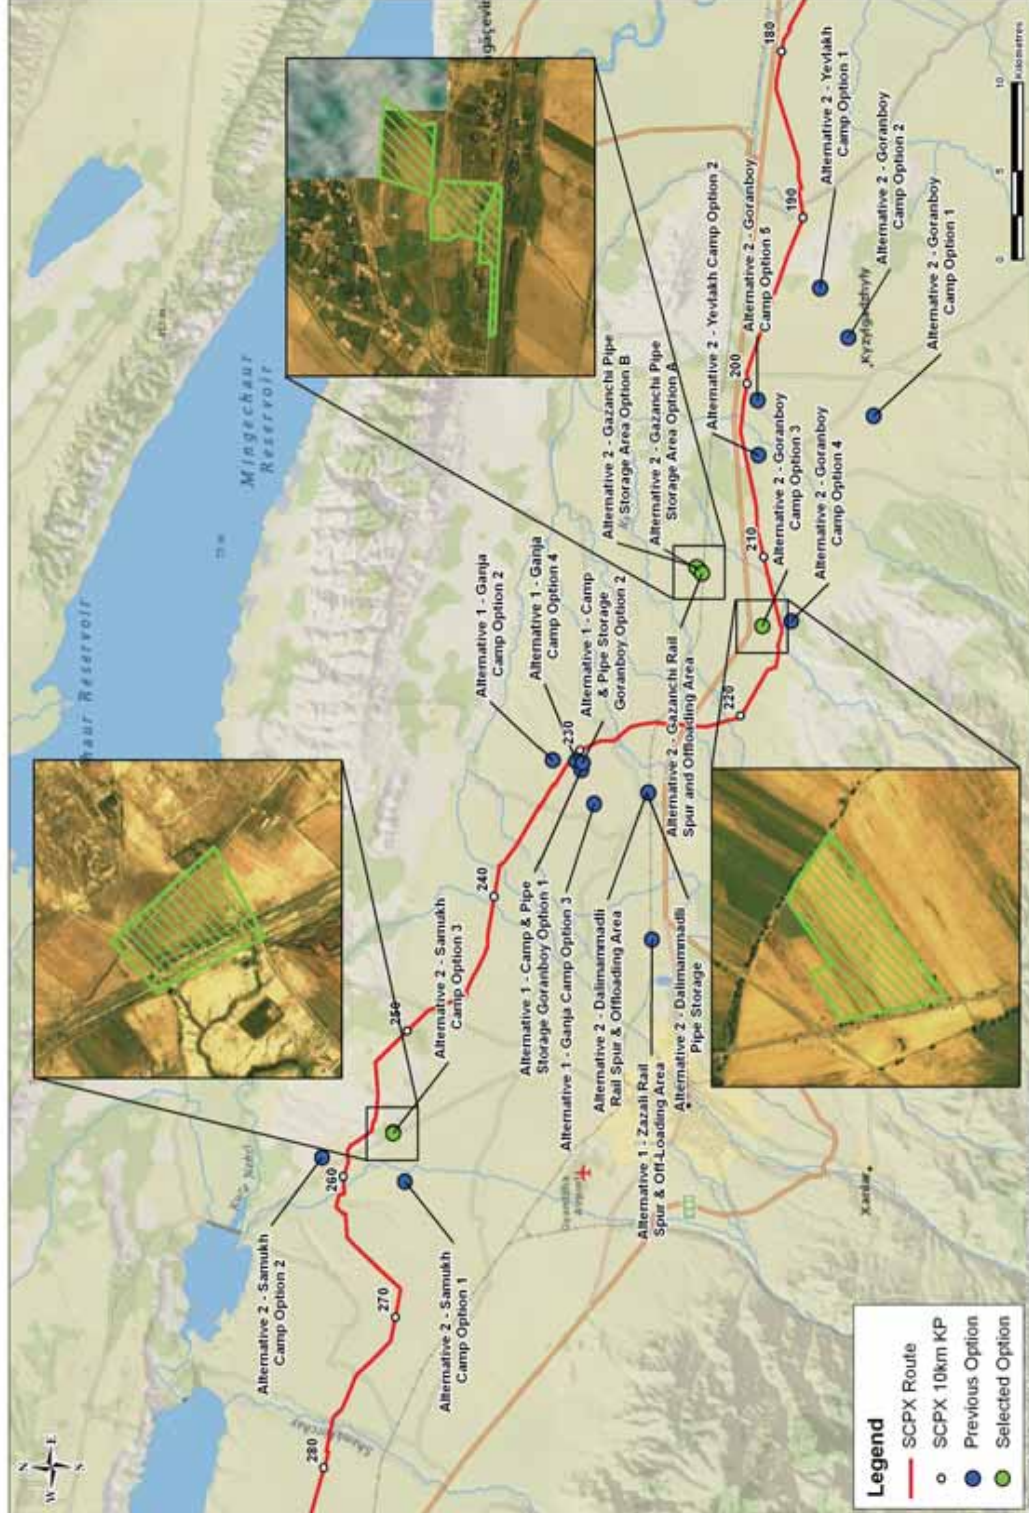 Mingechaur
Reservoir
haur Reservoir
180
190
200
210
220
230
240
250
260
270
280
Alternative 2 - Yevlakh
Camp Option 1
Alternative 2 - Goranboy
Camp Option 2
Alternative 2 - Goranboy
Camp Option 1
Kyzylgadzhyly
Alternative 2 - Goranboy
Camp Option 5
Alternative 2 - Yevlakh Camp Option 2
Alternative 2 - Gazanchi Pipe
Storage Area Option B
Alternative 2 - Gazanchi Pipe
Storage Area Option A
Alternative 2 - Goranboy
Camp Option 3
Alternative 2 - Goranboy
Camp Option 4
Alternative 2 - Gazanchi Rail
Spur and Offloading Area
Alternative 1 - Ganja
Camp Option 2
Alternative 1 - Ganja
Camp Option 4
Alternative 1 - Camp
& Pipe Storage
Goranboy Option 2
Alternative 1 - Camp & Pipe
Storage Goranboy Option 1
Alternative 1 - Ganja Camp Option 3
Alternative 2 - Dalimammadli
Rail Spur & Offloading Area
Alternative 2 - Dalimammadli
Pipe Storage
Alternative 1 - Zazali Rail
Spur & Off-Loading Area
Alternative 2 - Samukh
Camp Option 3
Alternative 2 - Samukh
Camp Option 2
Alternative 2 - Samukh
Camp Option 1
Airport
Xanlar
N
W
E
S
0 5 10
Kilometres
Legend
SCPX Route
SCPX 10km KP
Previous Option
Selected Option